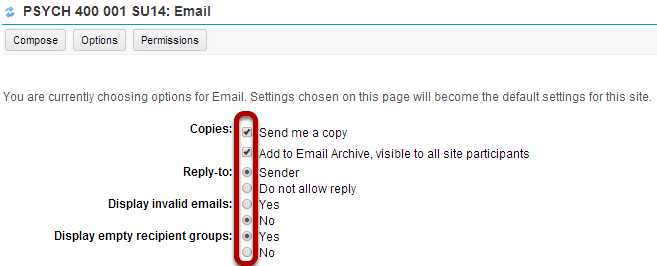 PSYCH 400 001 SU14: Email
Compose Options Permissions
You are currently choosing options for Email. Settings chosen on this page will become the default settings for this site.
Copies: Send me a copy
Add to Email Archive, visible to all site participants
Reply-to: Sender
Do not allow reply
Display invalid emails: Yes
No
Display empty recipient groups: Yes
No